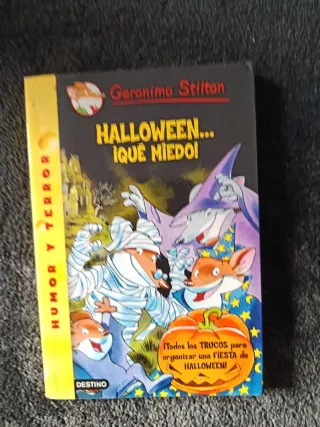 Geronimo Stilton
HALLOWEEN...
¡QUÉ MIEDO!
HUMOR Y TERROR
¡Todos los TRUCOS para
organizar una FIESTA de
HALLOWEEN!
DESTINO